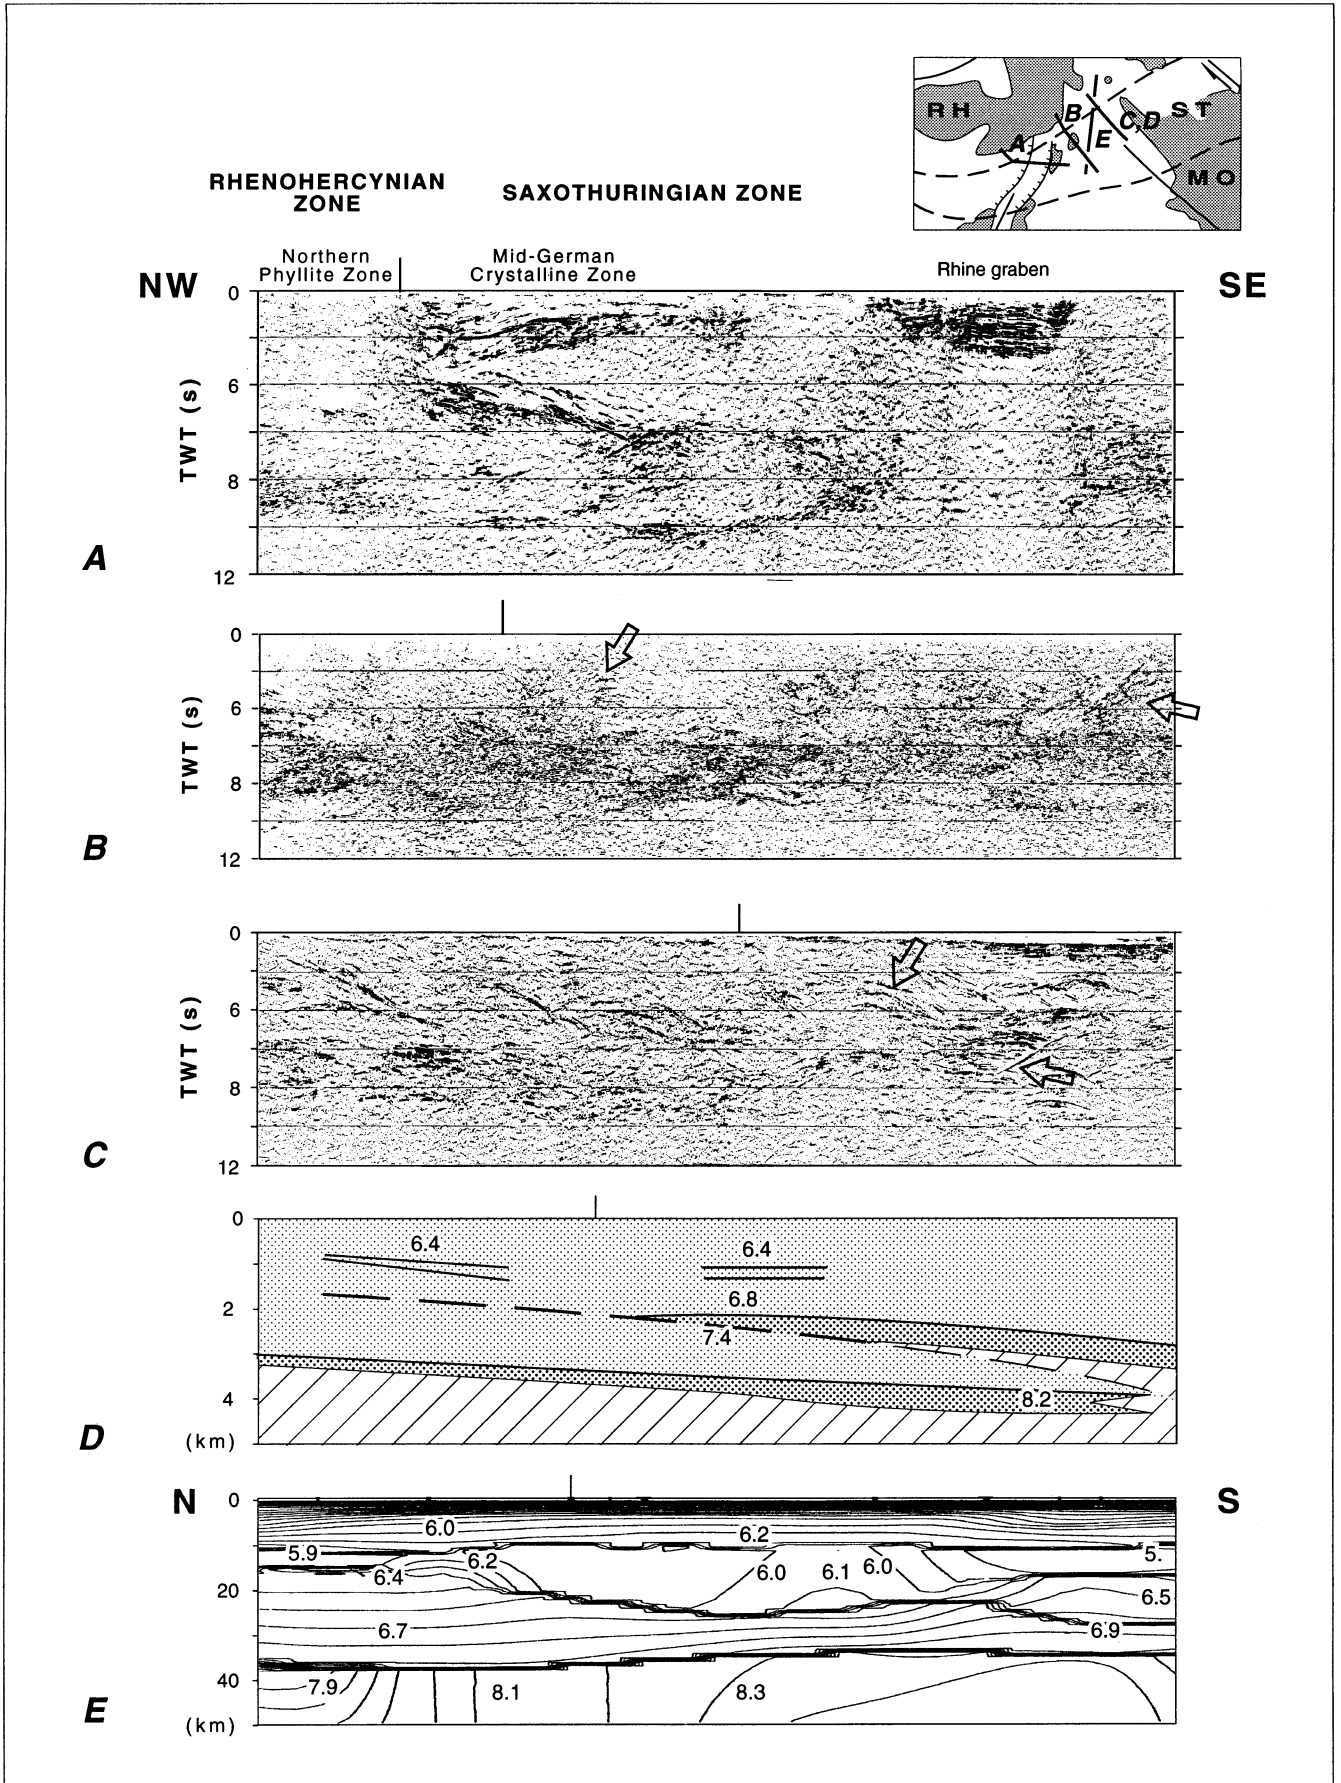 RH
B
C,D
ST
A
E
MO
RHENOHERCYNIAN
ZONE
SAXOTHURINGIAN ZONE
Northern
Phyllite Zone
Mid-German
Crystalline Zone
Rhine graben
NW
SE
0
6
8
12
TWT (s)
A
0
6
8
12
TWT (s)
B
0
6
8
12
TWT (s)
C
0
2
4
(km)
6.4
6.4
6.8
7.4
8.2
D
N
S
0
20
40
(km)
6.0
6.2
5.9
5.
6.2
6.4
6.0
6.1
6.0
6.5
6.7
6.9
7.9
8.1
8.3
E